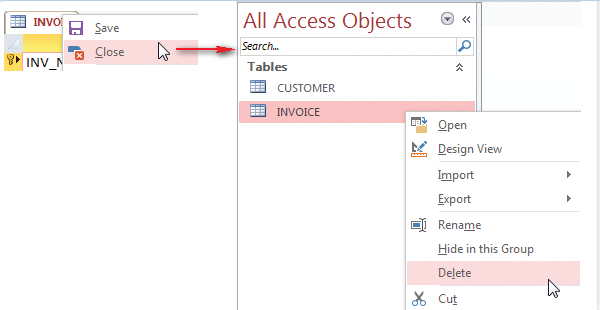 INVO
Save
Close
INV_N
All Access Objects
Search...
Tables
CUSTOMER
INVOICE
Open
Design View
Import
Export
Rename
Hide in this Group
Delete
Cut